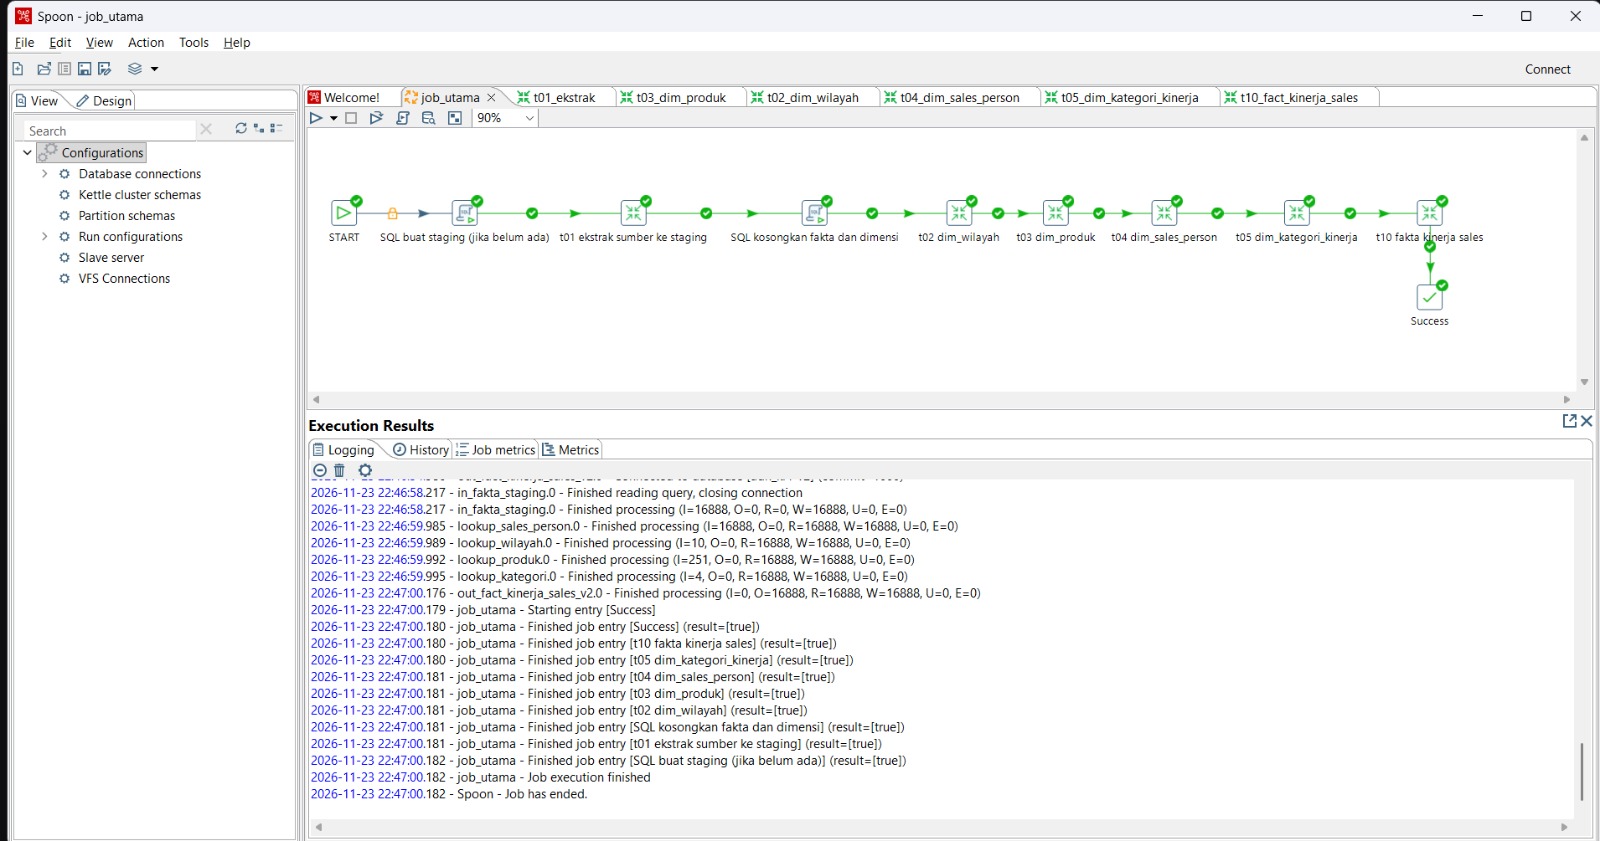 Spoon - job_utama
File Edit View Action Tools Help
Connect
View Design
Search
Configurations
Database connections
Kettle cluster schemas
Partition schemas
Run configurations
Slave server
VFS Connections
Welcome! job_utama t01_ekstrak t03_dim_produk t02_dim_wilayah t04_dim_sales_person t05_dim_kategori_kinerja t10_fact_kinerja_sales
90%
START SQL buat staging (jika belum ada) t01 ekstrak sumber ke staging SQL kosongkan fakta dan dimensi t02 dim_wilayah t03 dim_produk t04 dim_sales_person t05 dim_kategori_kinerja t10 fakta kinerja sales
Success
Execution Results
Logging History Job metrics Metrics
2026-11-23 22:46:58.217 - in_fakta_staging.0 - Finished reading query, closing connection
2026-11-23 22:46:58.217 - in_fakta_staging.0 - Finished processing (I=16888, O=0, R=0, W=16888, U=0, E=0)
2026-11-23 22:46:59.985 - lookup_sales_person.0 - Finished processing (I=16888, O=0, R=16888, W=16888, U=0, E=0)
2026-11-23 22:46:59.989 - lookup_wilayah.0 - Finished processing (I=10, O=0, R=16888, W=16888, U=0, E=0)
2026-11-23 22:46:59.992 - lookup_produk.0 - Finished processing (I=251, O=0, R=16888, W=16888, U=0, E=0)
2026-11-23 22:46:59.995 - lookup_kategori.0 - Finished processing (I=4, O=0, R=16888, W=16888, U=0, E=0)
2026-11-23 22:47:00.176 - out_fact_kinerja_sales_v2.0 - Finished processing (I=0, O=16888, R=16888, W=16888, U=0, E=0)
2026-11-23 22:47:00.179 - job_utama - Starting entry [Success]
2026-11-23 22:47:00.180 - job_utama - Finished job entry [Success] (result=[true])
2026-11-23 22:47:00.180 - job_utama - Finished job entry [t10 fakta kinerja sales] (result=[true])
2026-11-23 22:47:00.180 - job_utama - Finished job entry [t05 dim_kategori_kinerja] (result=[true])
2026-11-23 22:47:00.181 - job_utama - Finished job entry [t04 dim_sales_person] (result=[true])
2026-11-23 22:47:00.181 - job_utama - Finished job entry [t03 dim_produk] (result=[true])
2026-11-23 22:47:00.181 - job_utama - Finished job entry [t02 dim_wilayah] (result=[true])
2026-11-23 22:47:00.181 - job_utama - Finished job entry [SQL kosongkan fakta dan dimensi] (result=[true])
2026-11-23 22:47:00.181 - job_utama - Finished job entry [t01 ekstrak sumber ke staging] (result=[true])
2026-11-23 22:47:00.182 - job_utama - Finished job entry [SQL buat staging (jika belum ada)] (result=[true])
2026-11-23 22:47:00.182 - job_utama - Job execution finished
2026-11-23 22:47:00.182 - Spoon - Job has ended.